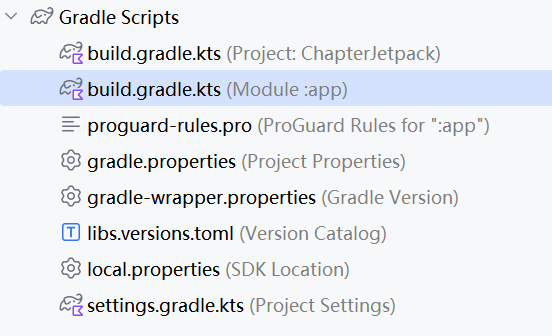 Gradle Scripts
build.gradle.kts (Project: ChapterJetpack)
build.gradle.kts (Module :app)
proguard-rules.pro (ProGuard Rules for ":app")
gradle.properties (Project Properties)
gradle-wrapper.properties (Gradle Version)
libs.versions.toml (Version Catalog)
local.properties (SDK Location)
settings.gradle.kts (Project Settings)